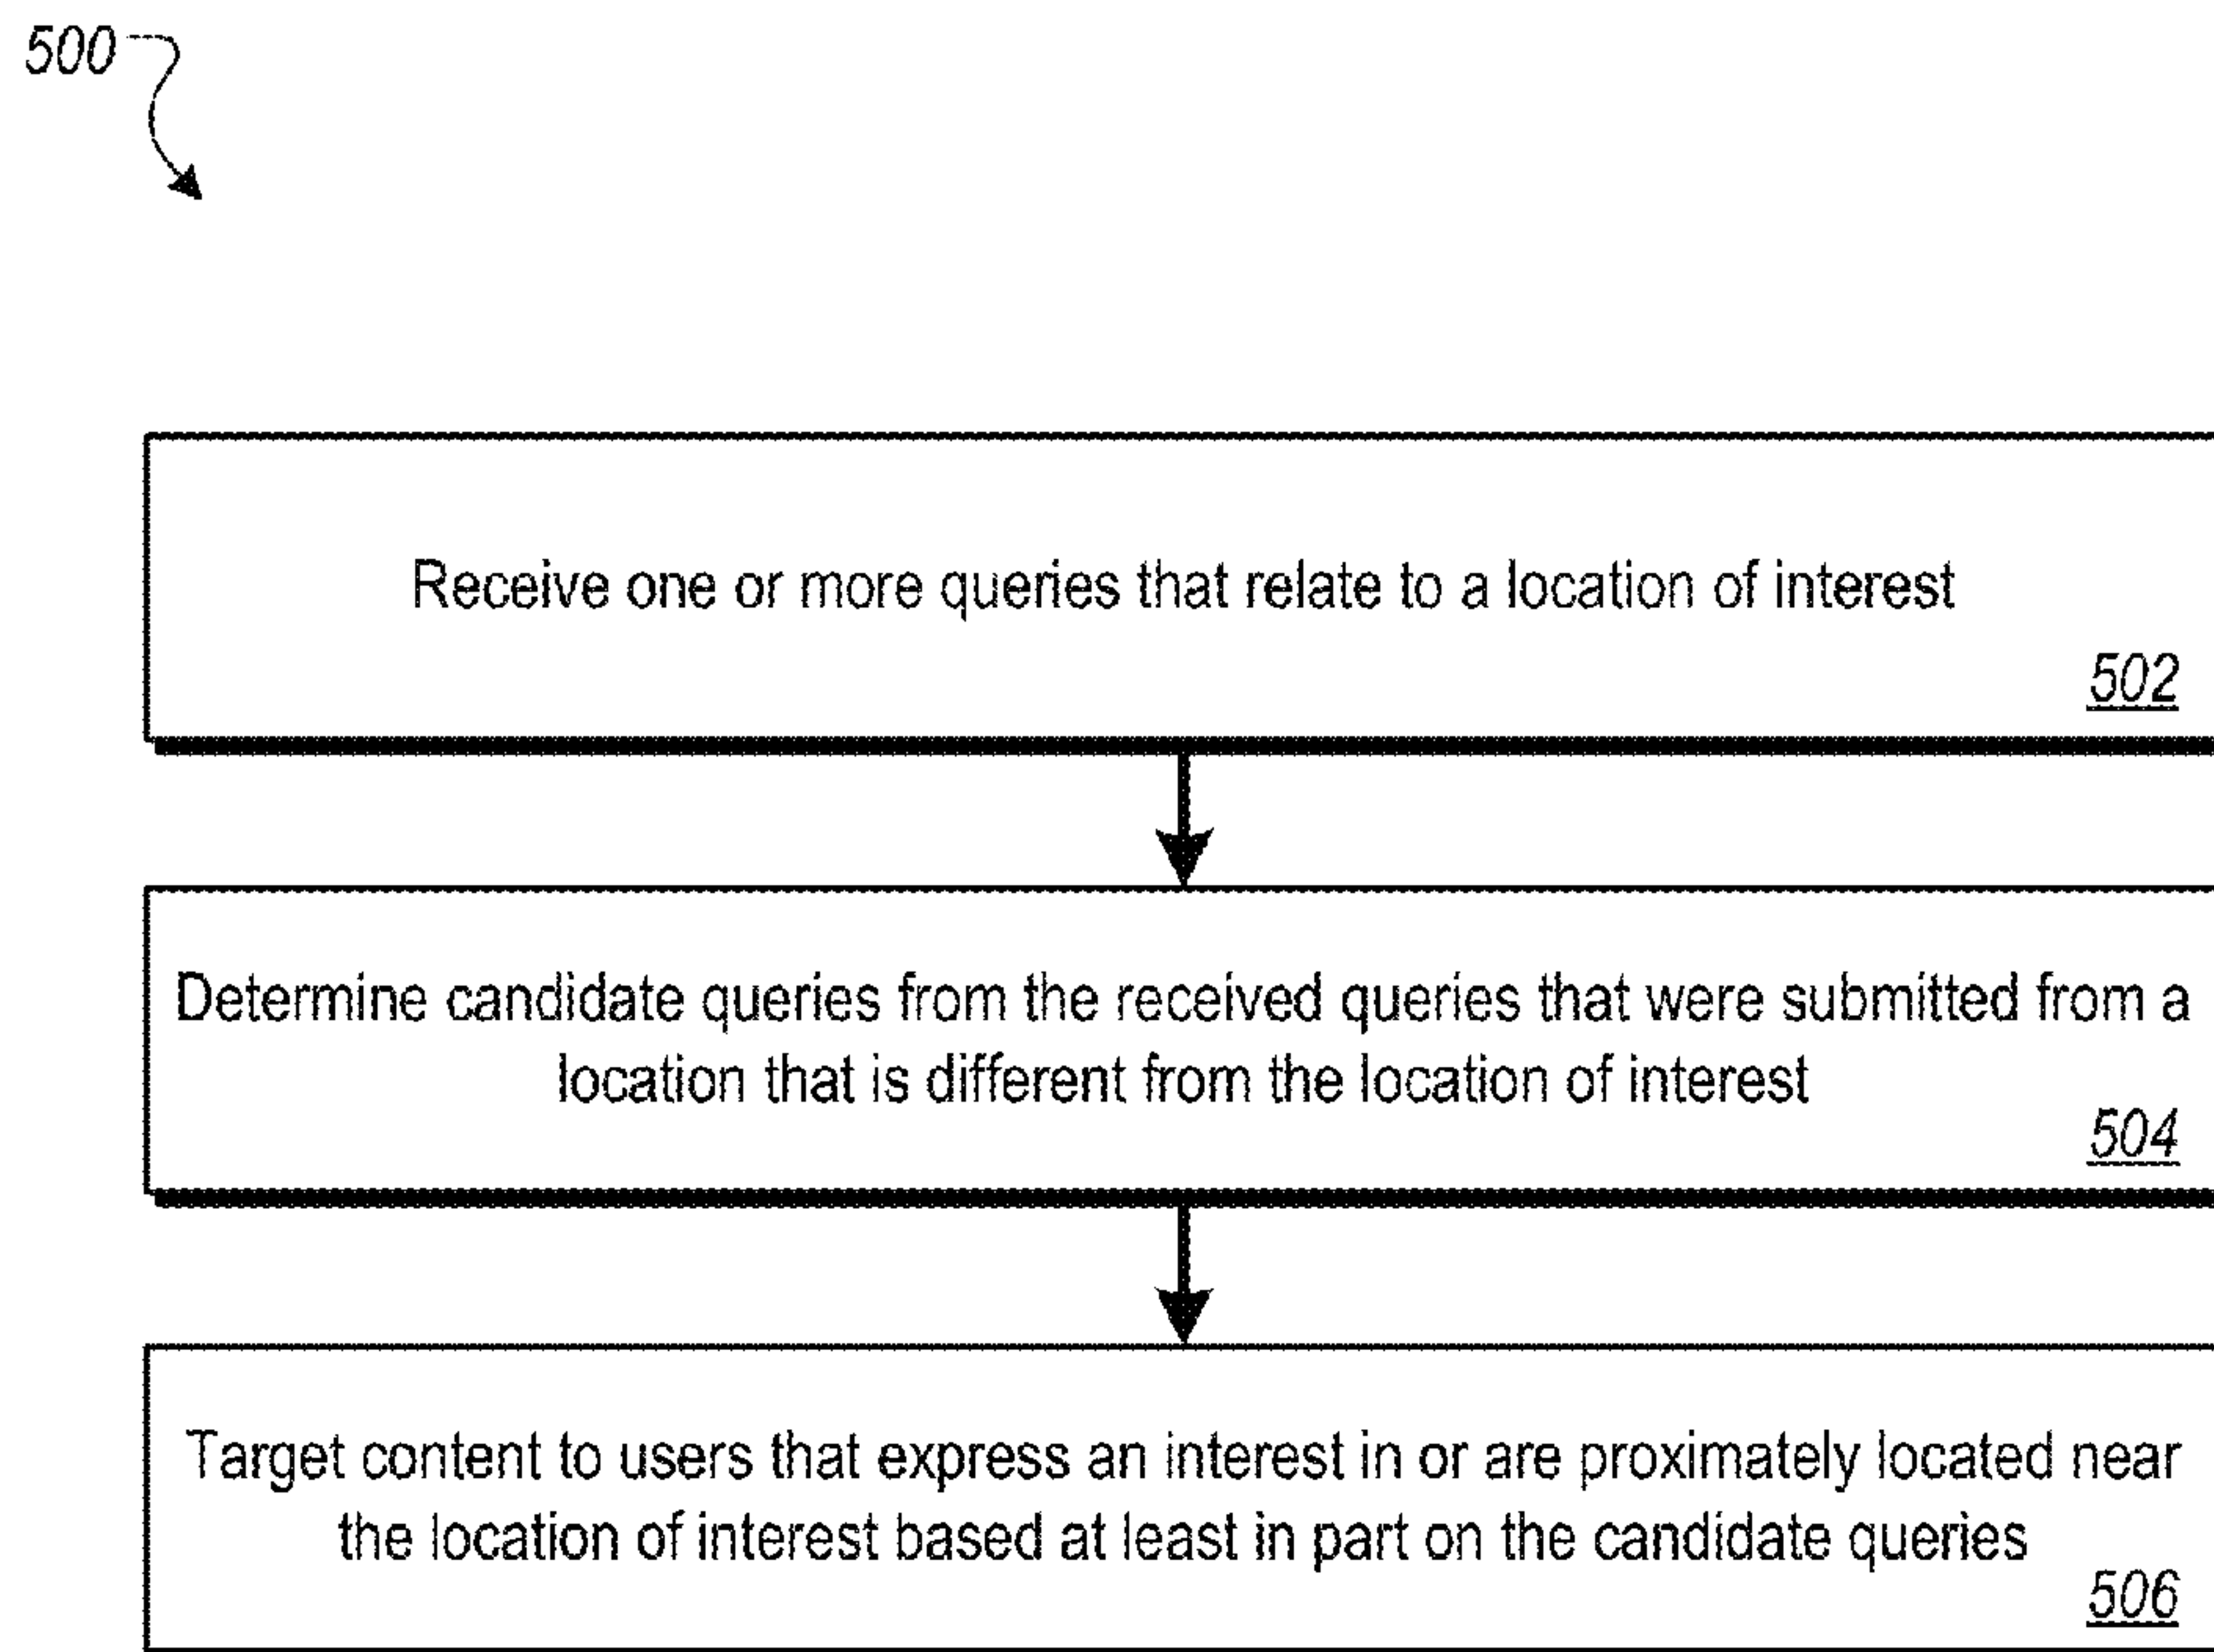 500
Receive one or more queries that relate to a location of interest
502
Determine candidate queries from the received queries that were submitted from a
location that is different from the location of interest
504
Target content to users that express an interest in or are proximately located near
the location of interest based at least in part on the candidate queries
506